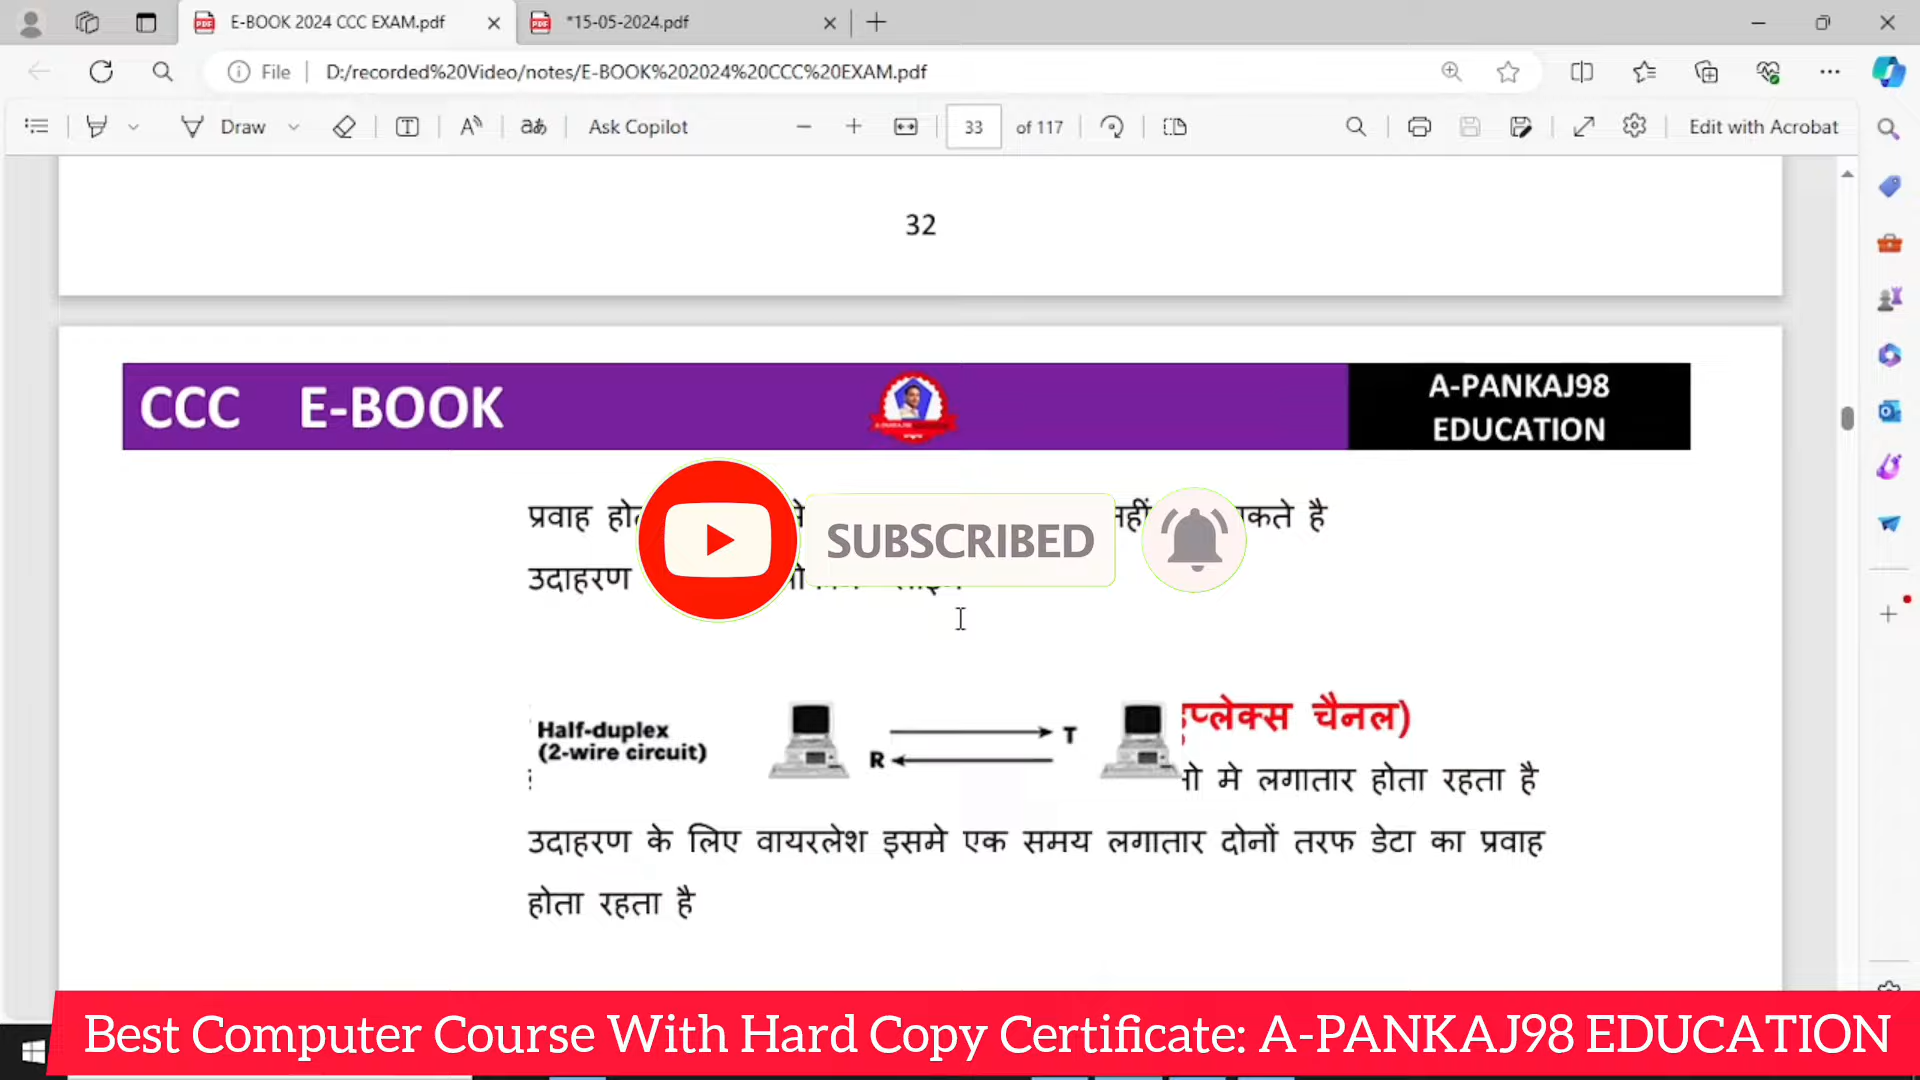 E-BOOK 2024 CCC EXAM.pdf
*15-05-2024.pdf
File
D:/recorded%20Video/notes/E-BOOK%202024%20CCC%20EXAM.pdf
Draw
Ask Copilot
33 of 117
Edit with Acrobat
32
CCC E-BOOK
A-PANKAJ98
EDUCATION
प्रवाह है
उदाहरण
SUBSCRIBED
Half-duplex
(2-wire circuit)
R
T
चैनल)
मे लगातार होता रहता है
उदाहरण के लिए वायरलेश इसमे एक समय लगातार दोनों तरफ डेटा का प्रवाह
होता रहता है
Best Computer Course With Hard Copy Certificate: A-PANKAJ98 EDUCATION